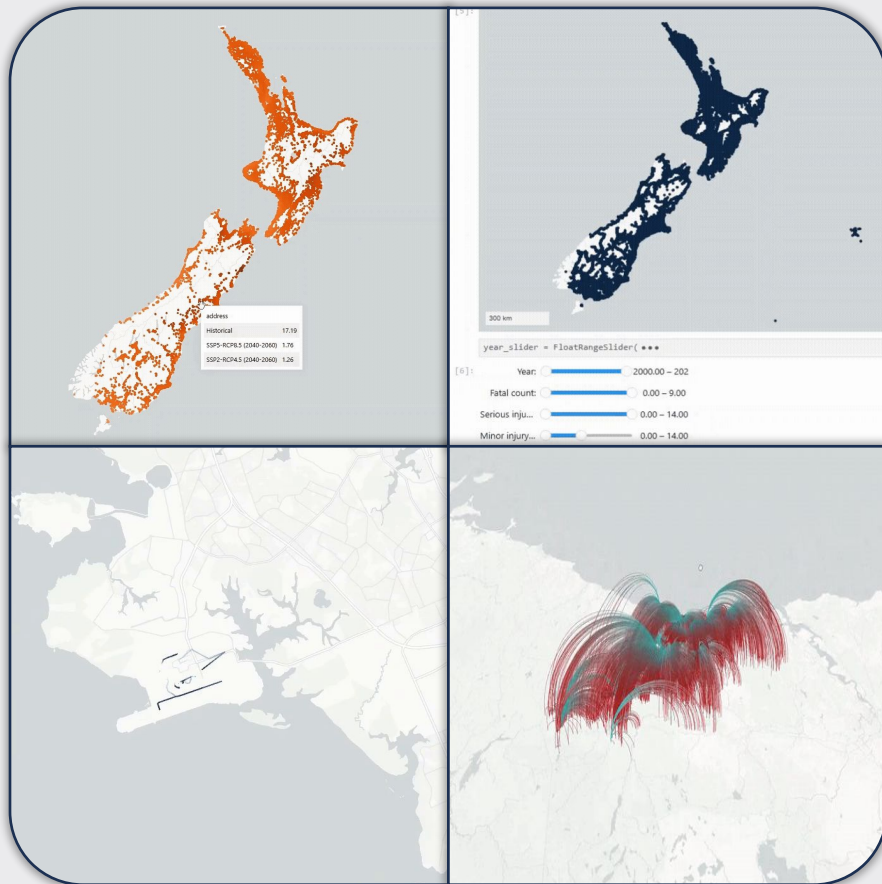 address
Historical 17.19
SSP5-RCP8.5 (2040-2060) 1.76
SSP2-RCP4.5 (2040-2060) 1.26
[5]:
300 km
year_slider = FloatRangeSlider( •••
[6]:
Year: 2000.00 – 202
Fatal count: 0.00 – 9.00
Serious inju... 0.00 – 14.00
Minor injury... 0.00 – 14.00